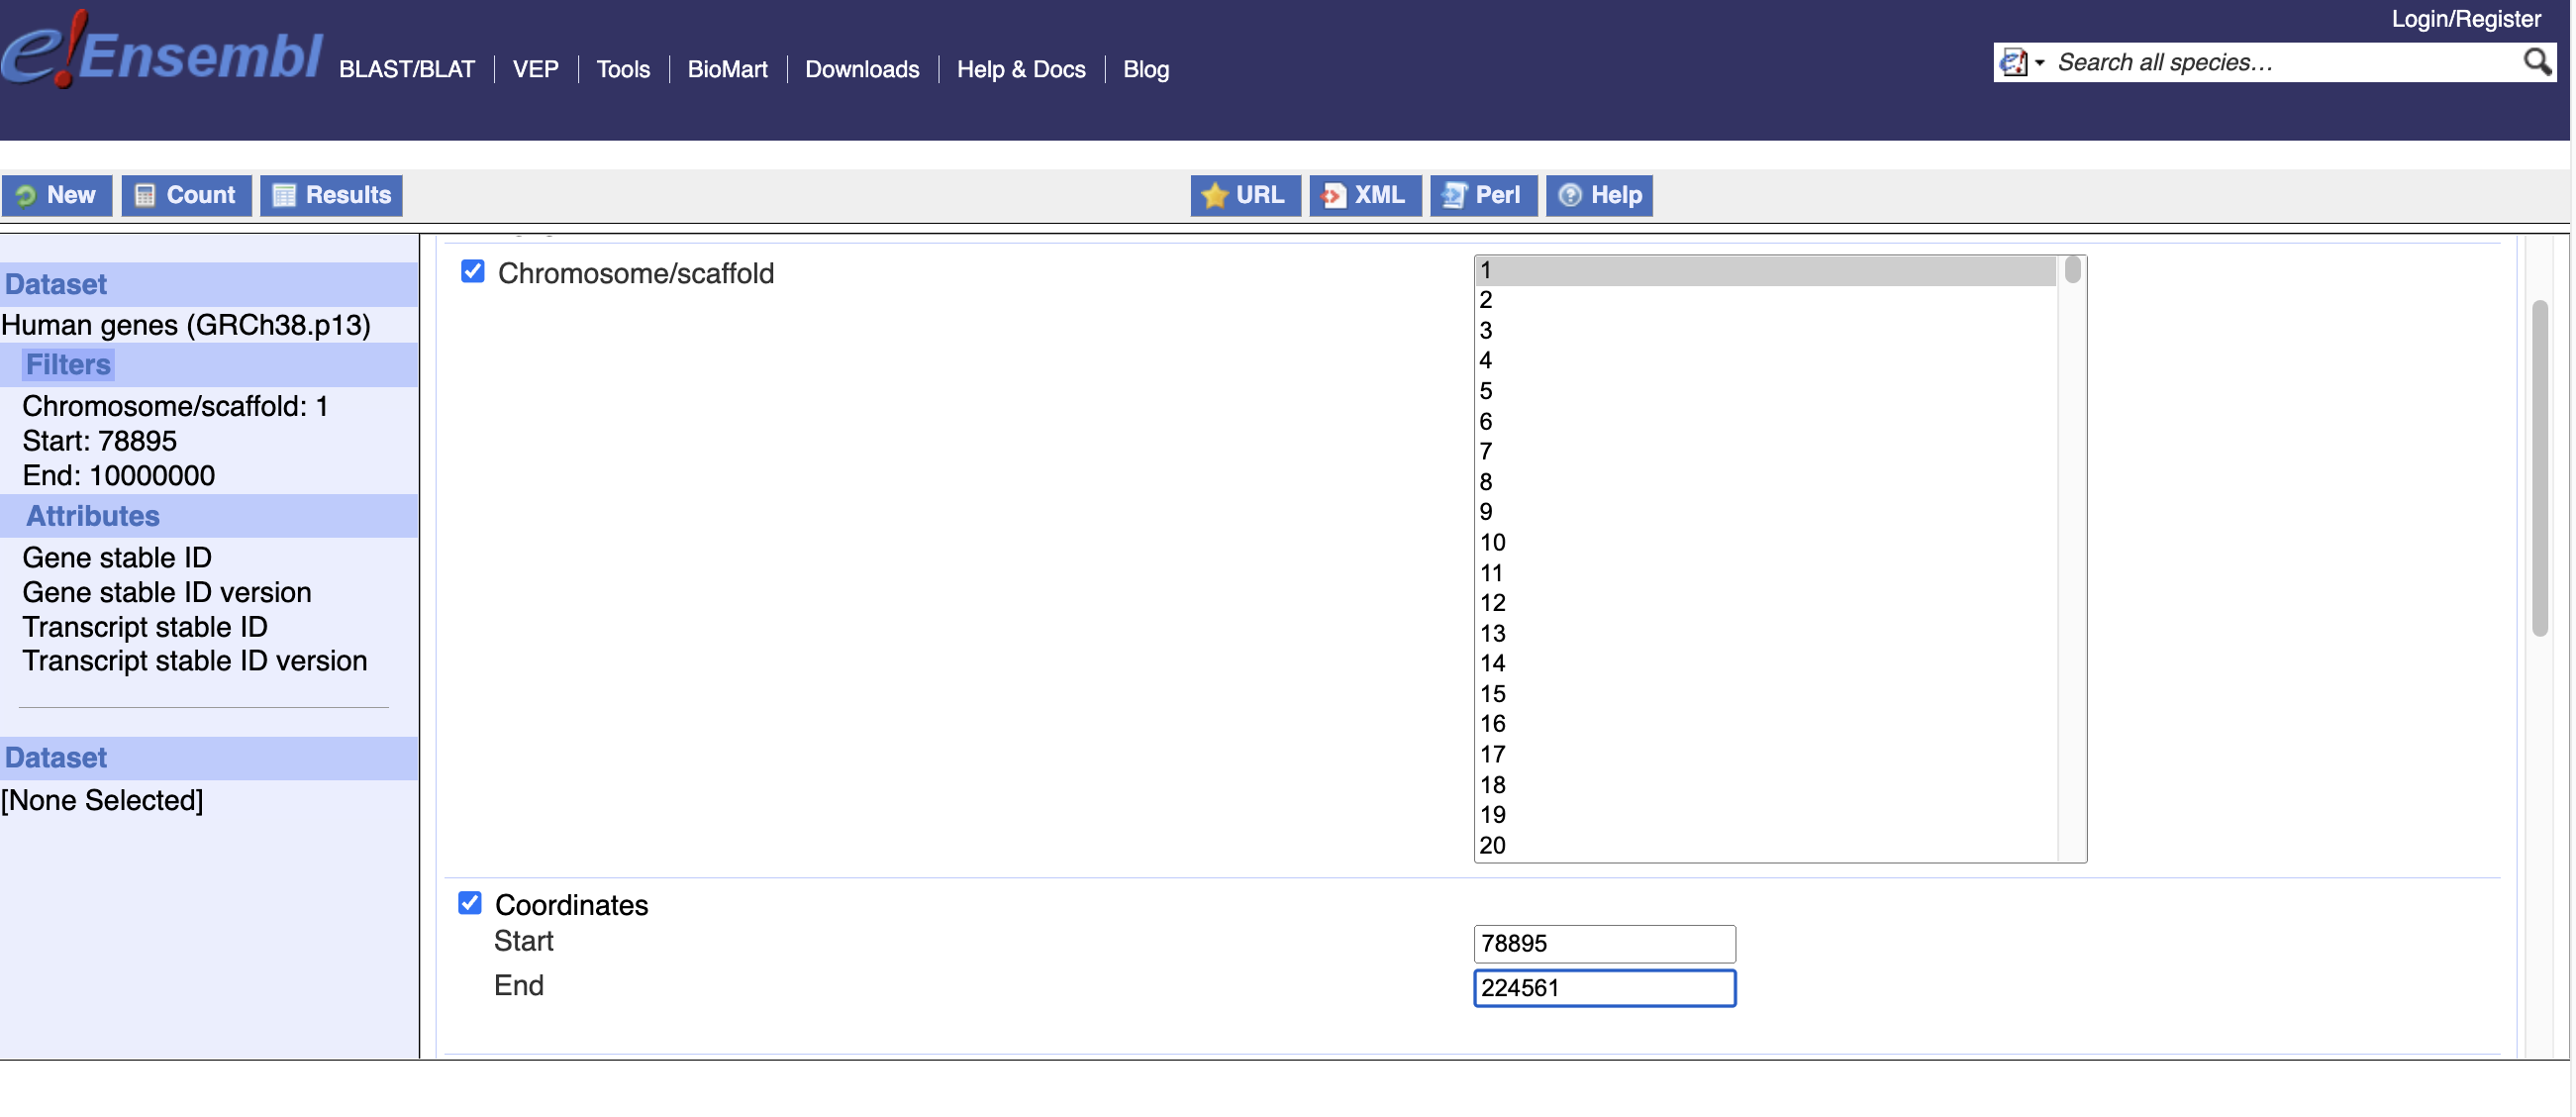 Login/Register
e!Ensembl
BLAST/BLAT VEP Tools BioMart Downloads Help & Docs Blog
Search all species...
New Count Results URL XML Perl Help
Dataset
Human genes (GRCh38.p13)
Filters
Chromosome/scaffold: 1
Start: 78895
End: 10000000
Attributes
Gene stable ID
Gene stable ID version
Transcript stable ID
Transcript stable ID version
Dataset
[None Selected]
Chromosome/scaffold
1
2
3
4
5
6
7
8
9
10
11
12
13
14
15
16
17
18
19
20
Coordinates
Start
78895
End
224561